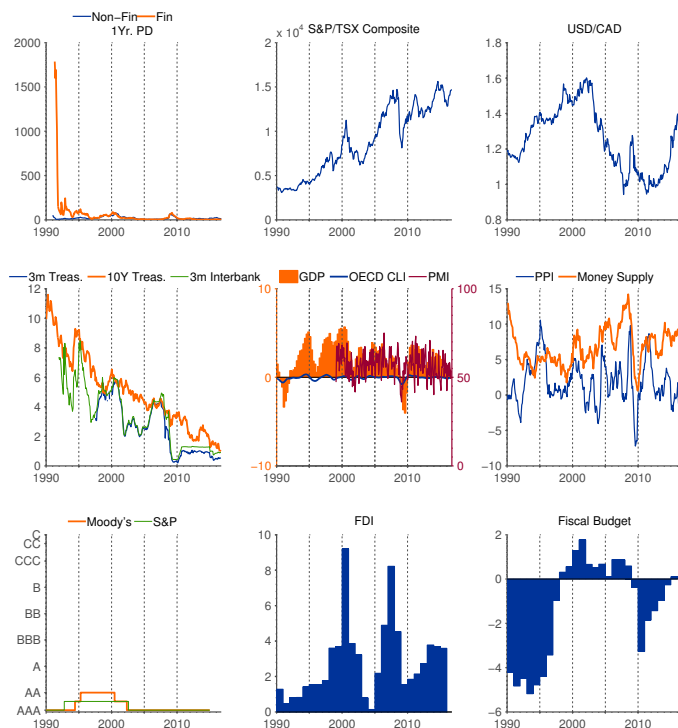 Non-Fin Fin
1Yr. PD
2000
1500
1000
500
0
1990 2000 2010
S&P/TSX Composite
2 x 10^4
1.5
1
0.5
0
1990 2000 2010
USD/CAD
1.8
1.6
1.4
1.2
1
0.8
1990 2000 2010
3m Treas. 10Y Treas. 3m Interbank
12
10
8
6
4
2
0
1990 2000 2010
GDP OECD CLI PMI
10 100
0 50
−10 0
1990 2000 2010
PPI Money Supply
15
10
5
0
−5
−10
1990 2000 2010
Moody's S&P
C
CC
CCC
B
BB
BBB
A
AA
AAA
1990 2000 2010
FDI
10
8
6
4
2
0
1990 2000 2010
Fiscal Budget
2
0
−2
−4
−6
1990 2000 2010